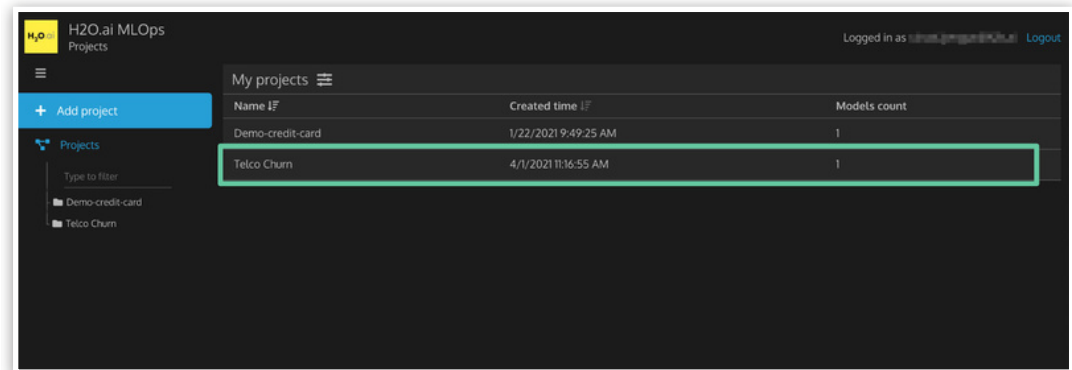 H2O.ai
H2O.ai MLOps
Projects
Logged in as
Logout
My projects
Add project
Name
Created time
Models count
Demo-credit-card
1/22/2021 9:49:25 AM
1
Projects
Telco Churn
4/1/2021 11:16:55 AM
1
Type to filter
Demo-credit-card
Telco Churn